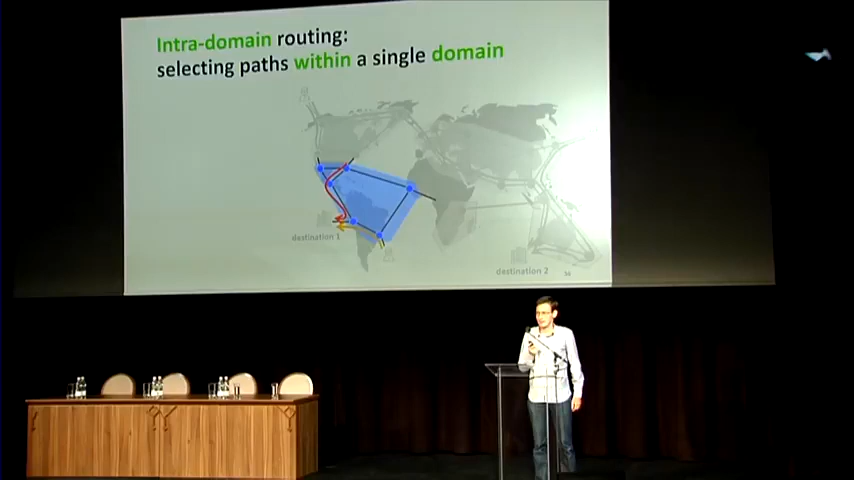 Intra-domain routing:
selecting paths within a single domain
destination 1
destination 2